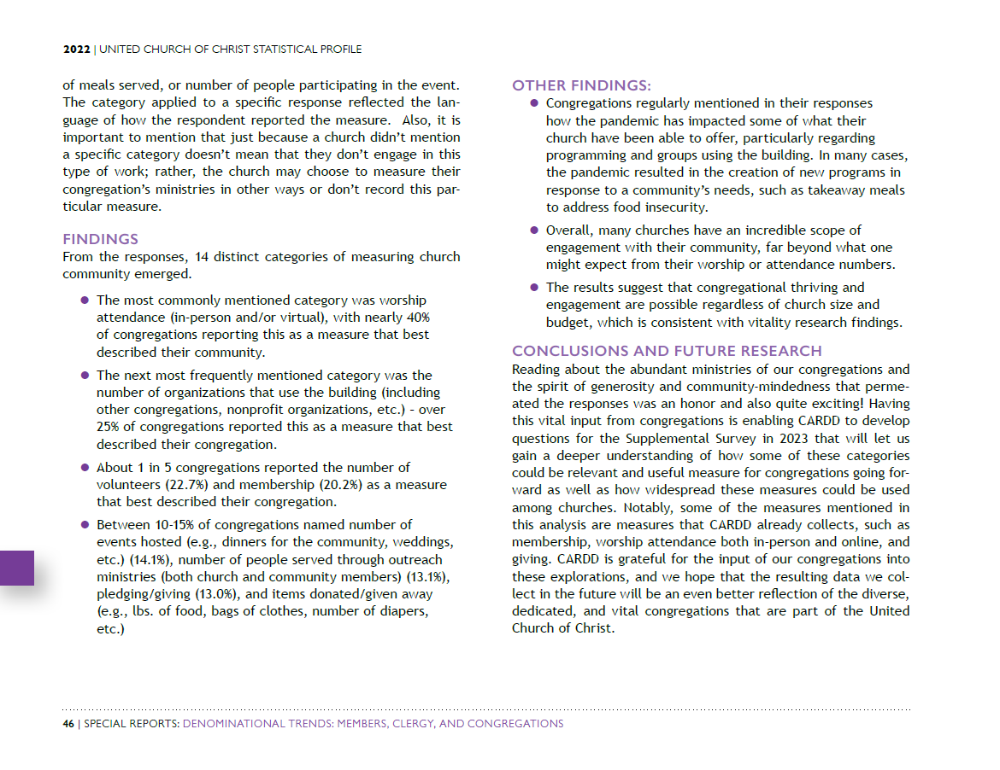 2022 | UNITED CHURCH OF CHRIST STATISTICAL PROFILE
of meals served, or number of people participating in the event.
The category applied to a specific response reflected the lan-
guage of how the respondent reported the measure.  Also, it is
important to mention that just because a church didn’t mention
a specific category doesn’t mean that they don’t engage in this
type of work; rather, the church may choose to measure their
congregation’s ministries in other ways or don’t record this par-
ticular measure.
FINDINGS
From the responses, 14 distinct categories of measuring church
community emerged.
● The most commonly mentioned category was worship
attendance (in-person and/or virtual), with nearly 40%
of congregations reporting this as a measure that best
described their community.
● The next most frequently mentioned category was the
number of organizations that use the building (including
other congregations, nonprofit organizations, etc.) – over
25% of congregations reported this as a measure that best
described their congregation.
● About 1 in 5 congregations reported the number of
volunteers (22.7%) and membership (20.2%) as a measure
that best described their congregation.
● Between 10-15% of congregations named number of
events hosted (e.g., dinners for the community, weddings,
etc.) (14.1%), number of people served through outreach
ministries (both church and community members) (13.1%),
pledging/giving (13.0%), and items donated/given away
(e.g., lbs. of food, bags of clothes, number of diapers,
etc.)
OTHER FINDINGS:
● Congregations regularly mentioned in their responses
how the pandemic has impacted some of what their
church have been able to offer, particularly regarding
programming and groups using the building. In many cases,
the pandemic resulted in the creation of new programs in
response to a community’s needs, such as takeaway meals
to address food insecurity.
● Overall, many churches have an incredible scope of
engagement with their community, far beyond what one
might expect from their worship or attendance numbers.
● The results suggest that congregational thriving and
engagement are possible regardless of church size and
budget, which is consistent with vitality research findings.
CONCLUSIONS AND FUTURE RESEARCH
Reading about the abundant ministries of our congregations and
the spirit of generosity and community-mindedness that perme-
ated the responses was an honor and also quite exciting! Having
this vital input from congregations is enabling CARDD to develop
questions for the Supplemental Survey in 2023 that will let us
gain a deeper understanding of how some of these categories
could be relevant and useful measure for congregations going for-
ward as well as how widespread these measures could be used
among churches. Notably, some of the measures mentioned in
this analysis are measures that CARDD already collects, such as
membership, worship attendance both in-person and online, and
giving. CARDD is grateful for the input of our congregations into
these explorations, and we hope that the resulting data we col-
lect in the future will be an even better reflection of the diverse,
dedicated, and vital congregations that are part of the United
Church of Christ.
46 | SPECIAL REPORTS: DENOMINATIONAL TRENDS: MEMBERS, CLERGY, AND CONGREGATIONS